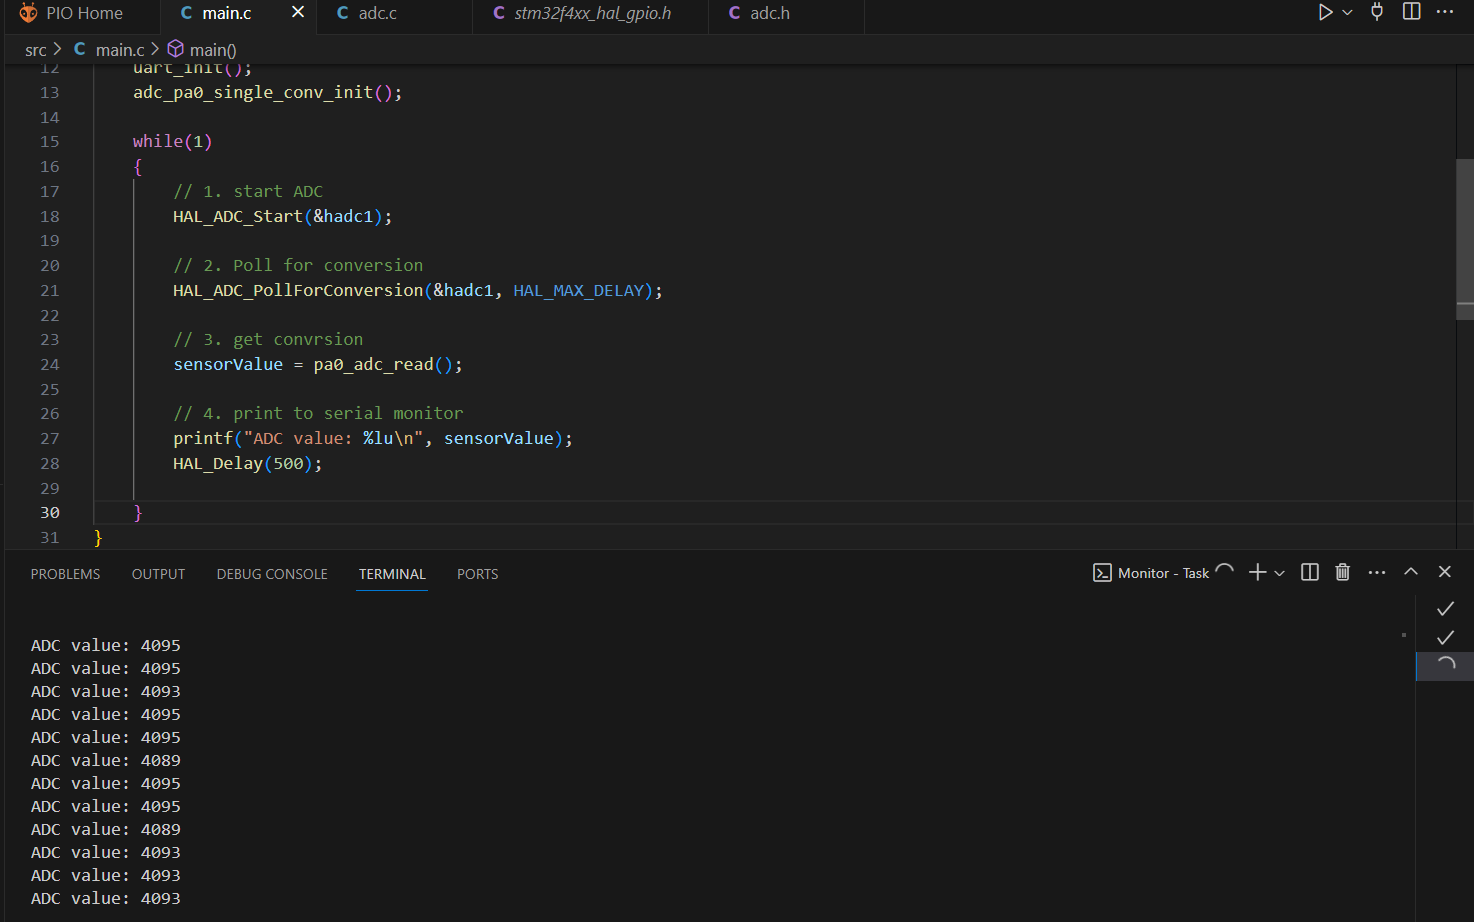 PIO Home
C main.c
C adc.c
C stm32f4xx_hal_gpio.h
C adc.h
src > C main.c > main()
12 uart_init();
13 adc_pa0_single_conv_init();
14
15 while(1)
16 {
17 // 1. start ADC
18 HAL_ADC_Start(&hadc1);
19
20 // 2. Poll for conversion
21 HAL_ADC_PollForConversion(&hadc1, HAL_MAX_DELAY);
22
23 // 3. get convrsion
24 sensorValue = pa0_adc_read();
25
26 // 4. print to serial monitor
27 printf("ADC value: %lu\n", sensorValue);
28 HAL_Delay(500);
29
30 }
31 }
PROBLEMS OUTPUT DEBUG CONSOLE TERMINAL PORTS
Monitor - Task
ADC value: 4095
ADC value: 4095
ADC value: 4093
ADC value: 4095
ADC value: 4095
ADC value: 4089
ADC value: 4095
ADC value: 4095
ADC value: 4089
ADC value: 4093
ADC value: 4093
ADC value: 4093